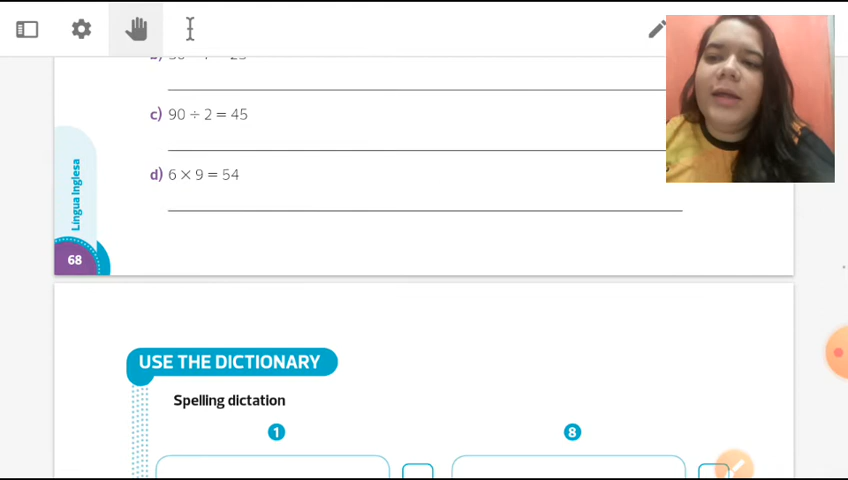 c) 90 ÷ 2 = 45
d) 6 × 9 = 54
Língua Inglesa
68
USE THE DICTIONARY
Spelling dictation
1
8